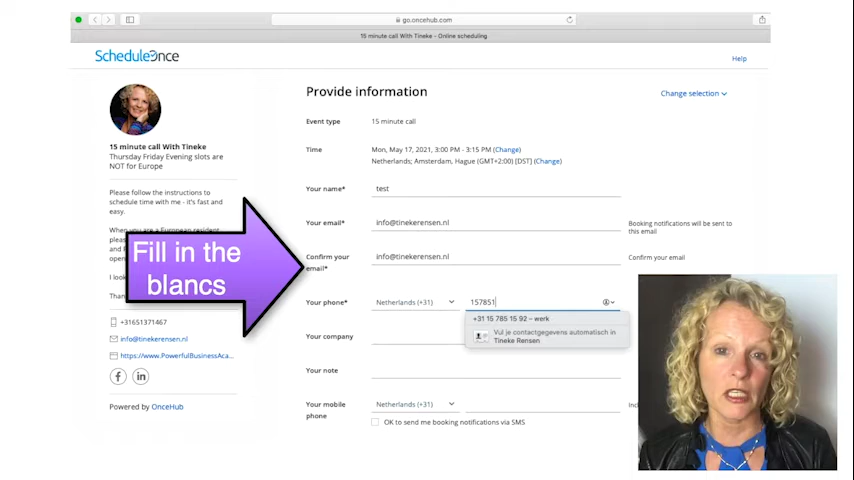 go.oncehub.com
15 minute call With Tineke - Online scheduling
ScheduleOnce
Help
Provide information
Change selection
Event type
15 minute call
15 minute call With Tineke
Thursday Friday Evening slots are
NOT for Europe
Time
Mon, May 17, 2021, 3:00 PM - 3:15 PM (Change)
Netherlands; Amsterdam, Hague (GMT+2:00) [DST] (Change)
Please follow the instructions to
schedule time with me - it's fast and
easy.
Your name*
test
When you are a European resident
Your email*
info@tinekerensen.nl
Booking notifications will be sent to
this email
Fill in the
blancs
Confirm your
email*
info@tinekerensen.nl
Confirm your email
Your phone*
Netherlands (+31)
157851
+31 15 785 15 92 – werk
Vul je contactgegevens automatisch in
Tineke Rensen
+31651371467
info@tinekerensen.nl
https://www.PowerfulBusinessAca...
Your company
Your note
Your mobile
phone
Netherlands (+31)
OK to send me booking notifications via SMS
Powered by OnceHub